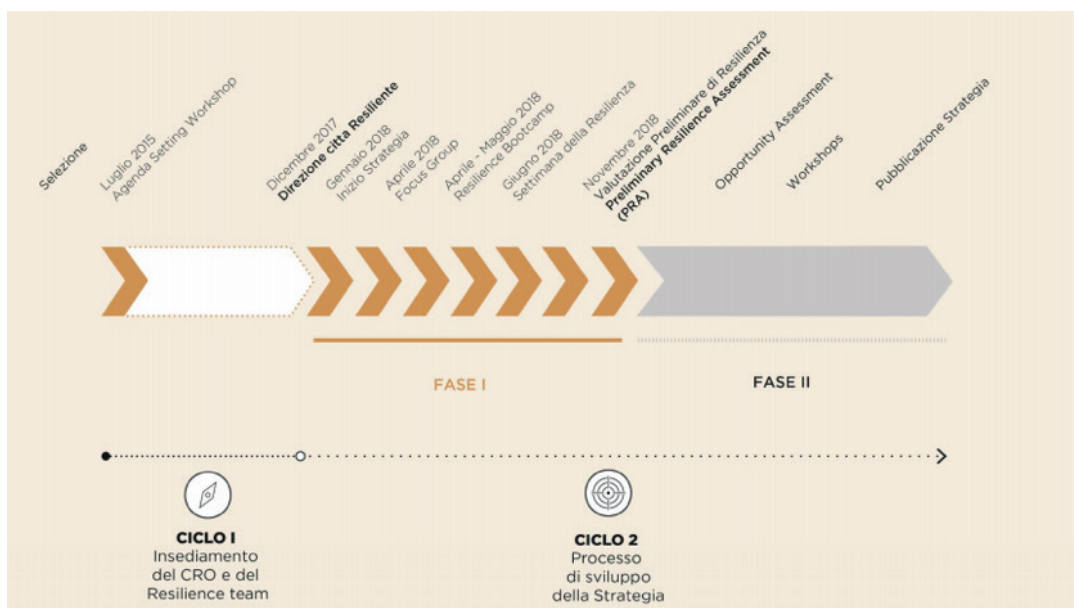 Selezione
Luglio 2015
Agenda Setting Workshop
Dicembre 2017
Direzione citta Resiliente
Gennaio 2018
Inizio Strategia
Aprile 2018
Focus Group
Aprile - Maggio 2018
Resilience Bootcamp
Giugno 2018
Settimana della Resilienza
Novembre 2018
Valutazione Preliminare di Resilienza
Preliminary Resilience Assessment
(PRA)
Opportunity Assessment
Workshops
Pubblicazione Strategia
FASE I
FASE II
CICLO I
Insediamento
del CRO e del
Resilience team
CICLO 2
Processo
di sviluppo
della Strategia